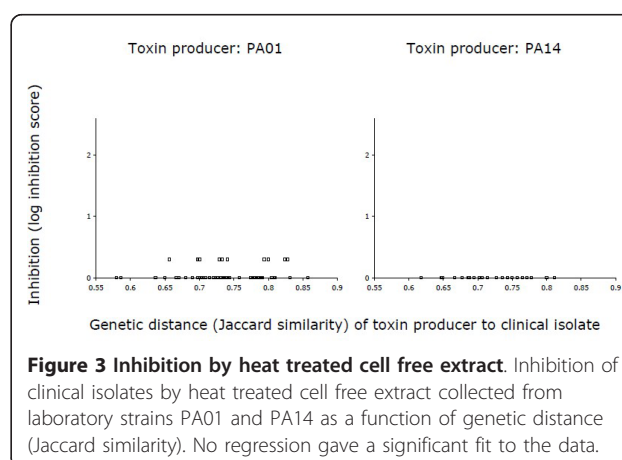 Toxin producer: PA01
Toxin producer: PA14
Inhibition (log inhibition score)
2
1
0
0.55 0.6 0.65 0.7 0.75 0.8 0.85 0.9
2
1
0
0.55 0.6 0.65 0.7 0.75 0.8 0.85 0.9
Genetic distance (Jaccard similarity) of toxin producer to clinical isolate
Figure 3 Inhibition by heat treated cell free extract. Inhibition of
clinical isolates by heat treated cell free extract collected from
laboratory strains PA01 and PA14 as a function of genetic distance
(Jaccard similarity). No regression gave a significant fit to the data.